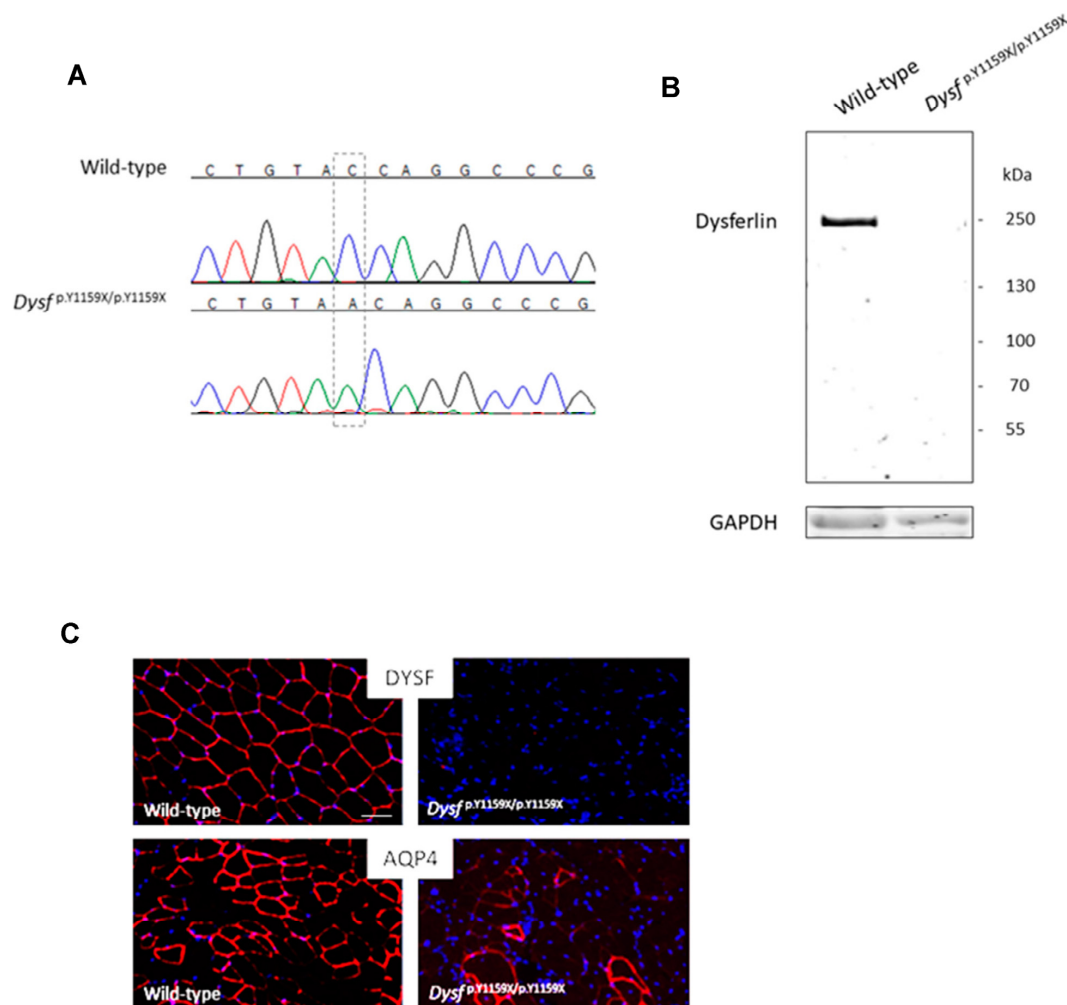 A
Wild-type
C T G T A C C A G G C C C G
Dysf p.Y1159X/p.Y1159X
C T G T A A C A G G C C C G
B
Wild-type
Dysf p.Y1159X/p.Y1159X
kDa
Dysferlin
- 250
- 130
- 100
- 70
- 55
GAPDH
C
DYSF
Wild-type
Dysf p.Y1159X/p.Y1159X
AQP4
Wild-type
Dysf p.Y1159X/p.Y1159X